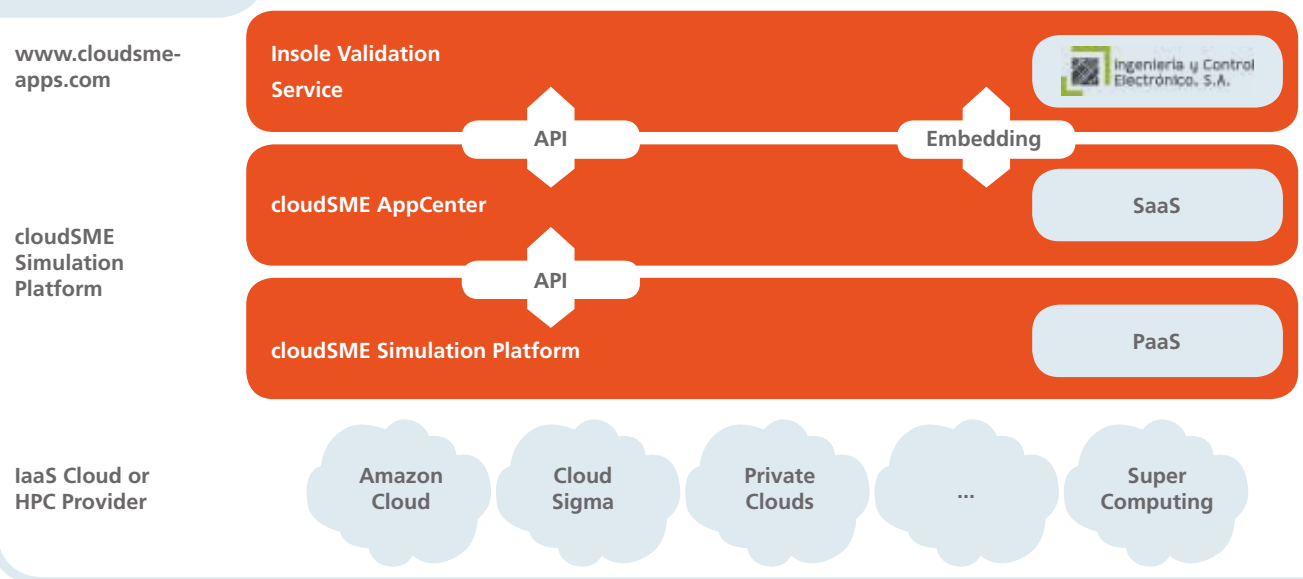 www.cloudsme-
apps.com
Insole Validation
Service
Ingeniería y Control
Electrónico, S.A.
API
Embedding
cloudSME AppCenter
SaaS
cloudSME
Simulation
Platform
API
cloudSME Simulation Platform
PaaS
IaaS Cloud or
HPC Provider
Amazon
Cloud
Cloud
Sigma
Private
Clouds
...
Super
Computing